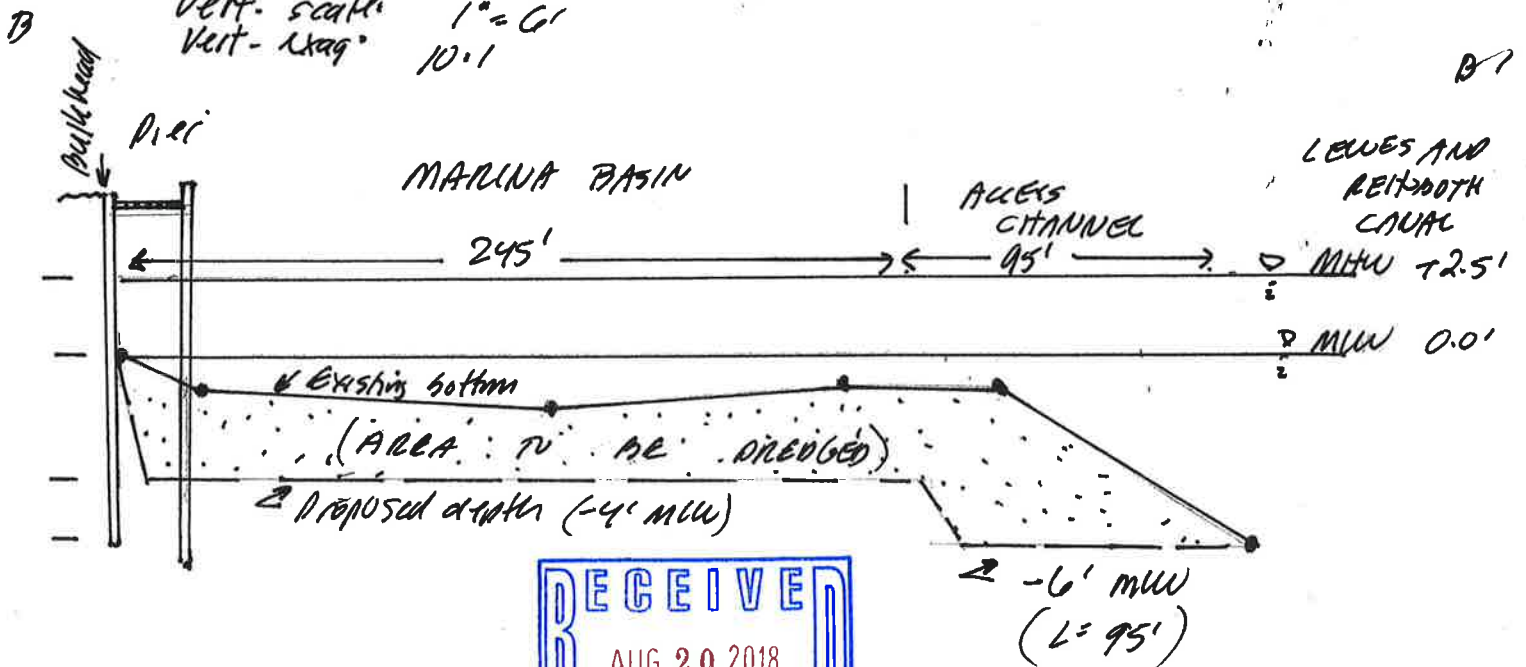 B
Vert. scale: 1" = 6'
Vert. exag: 10:1
B'
Bulkhead
Pier
MARINA BASIN
245'
ACCESS
CHANNEL
95'
LEWES AND
REHOBOTH
CANAL
MHW +2.5'
MLW 0.0'
Existing bottom
(AREA TO BE DREDGED)
Proposed depth (-4' MLW)
-6' MLW
(L= 95')
RECEIVED
AUG 20 2018